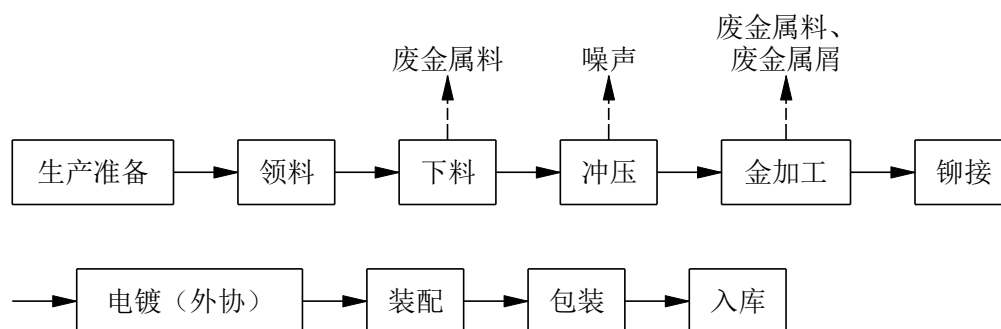 废金属料、
废金属料
噪声
废金属屑
生产准备
领料
下料
冲压
金加工
铆接
电镀（外协）
装配
包装
入库